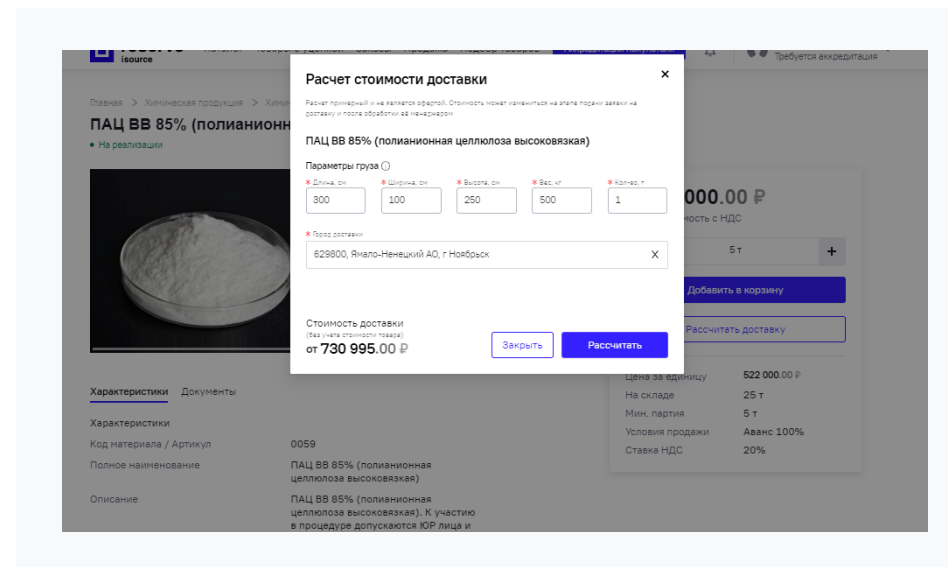 isource
Требуется аккредитация
Расчет стоимости доставки
Расчет примерный и не является офертой. Стоимость может измениться на этапе подачи заявки на
доставку и после обработки её менеджером
Главная > Химическая продукция >
ПАЦ ВВ 85% (полианионн
На реализации
ПАЦ ВВ 85% (полианионная целлюлоза высоковязкая)
Параметры груза
* Длина, см * Ширина, см * Высота, см * Вес, кг * Кол-во, т
300 100 250 500 1
* Город доставки
629800, Ямало-Ненецкий АО, г Ноябрьск X
000.00 ₽
мость с НДС
5 т +
Добавить в корзину
Рассчитать доставку
Стоимость доставки
(без учета стоимости товара)
от 730 995.00 ₽
Закрыть Рассчитать
Цена за единицу 522 000.00 ₽
На складе 25 т
Мин. партия 5 т
Условия продажи Аванс 100%
Ставка НДС 20%
Характеристики Документы
Характеристики
Код материала / Артикул 0059
Полное наименование ПАЦ ВВ 85% (полианионная
целлюлоза высоковязкая)
Описание ПАЦ ВВ 85% (полианионная
целлюлоза высоковязкая). К участию
в процедуре допускаются ЮР лица и